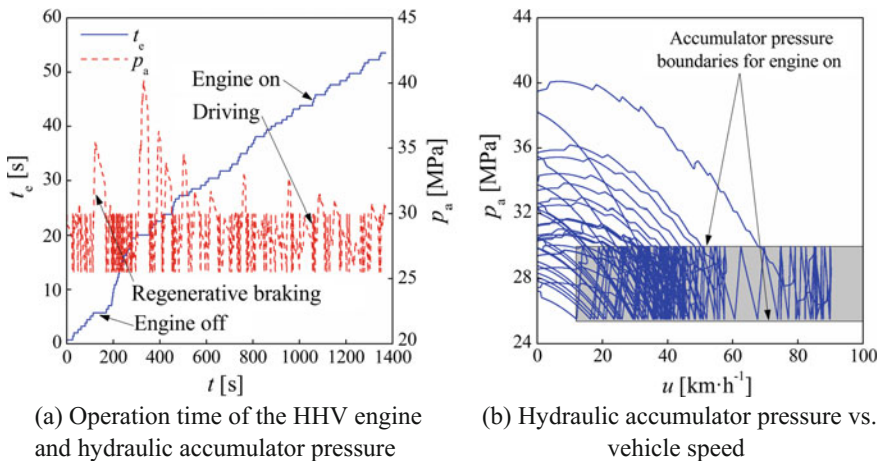 60
50
40
30
20
10
0
t_e [s]
t_e
p_a
Engine on
Driving
Regenerative braking
Engine off
45
40
35
30
25
20
p_a [MPa]
0 200 400 600 800 1000 1200 1400
t [s]
(a) Operation time of the HHV engine
and hydraulic accumulator pressure
44
40
36
32
28
24
p_a [MPa]
Accumulator pressure
boundaries for engine on
0 20 40 60 80 100
u [km·h⁻¹]
(b) Hydraulic accumulator pressure vs.
vehicle speed